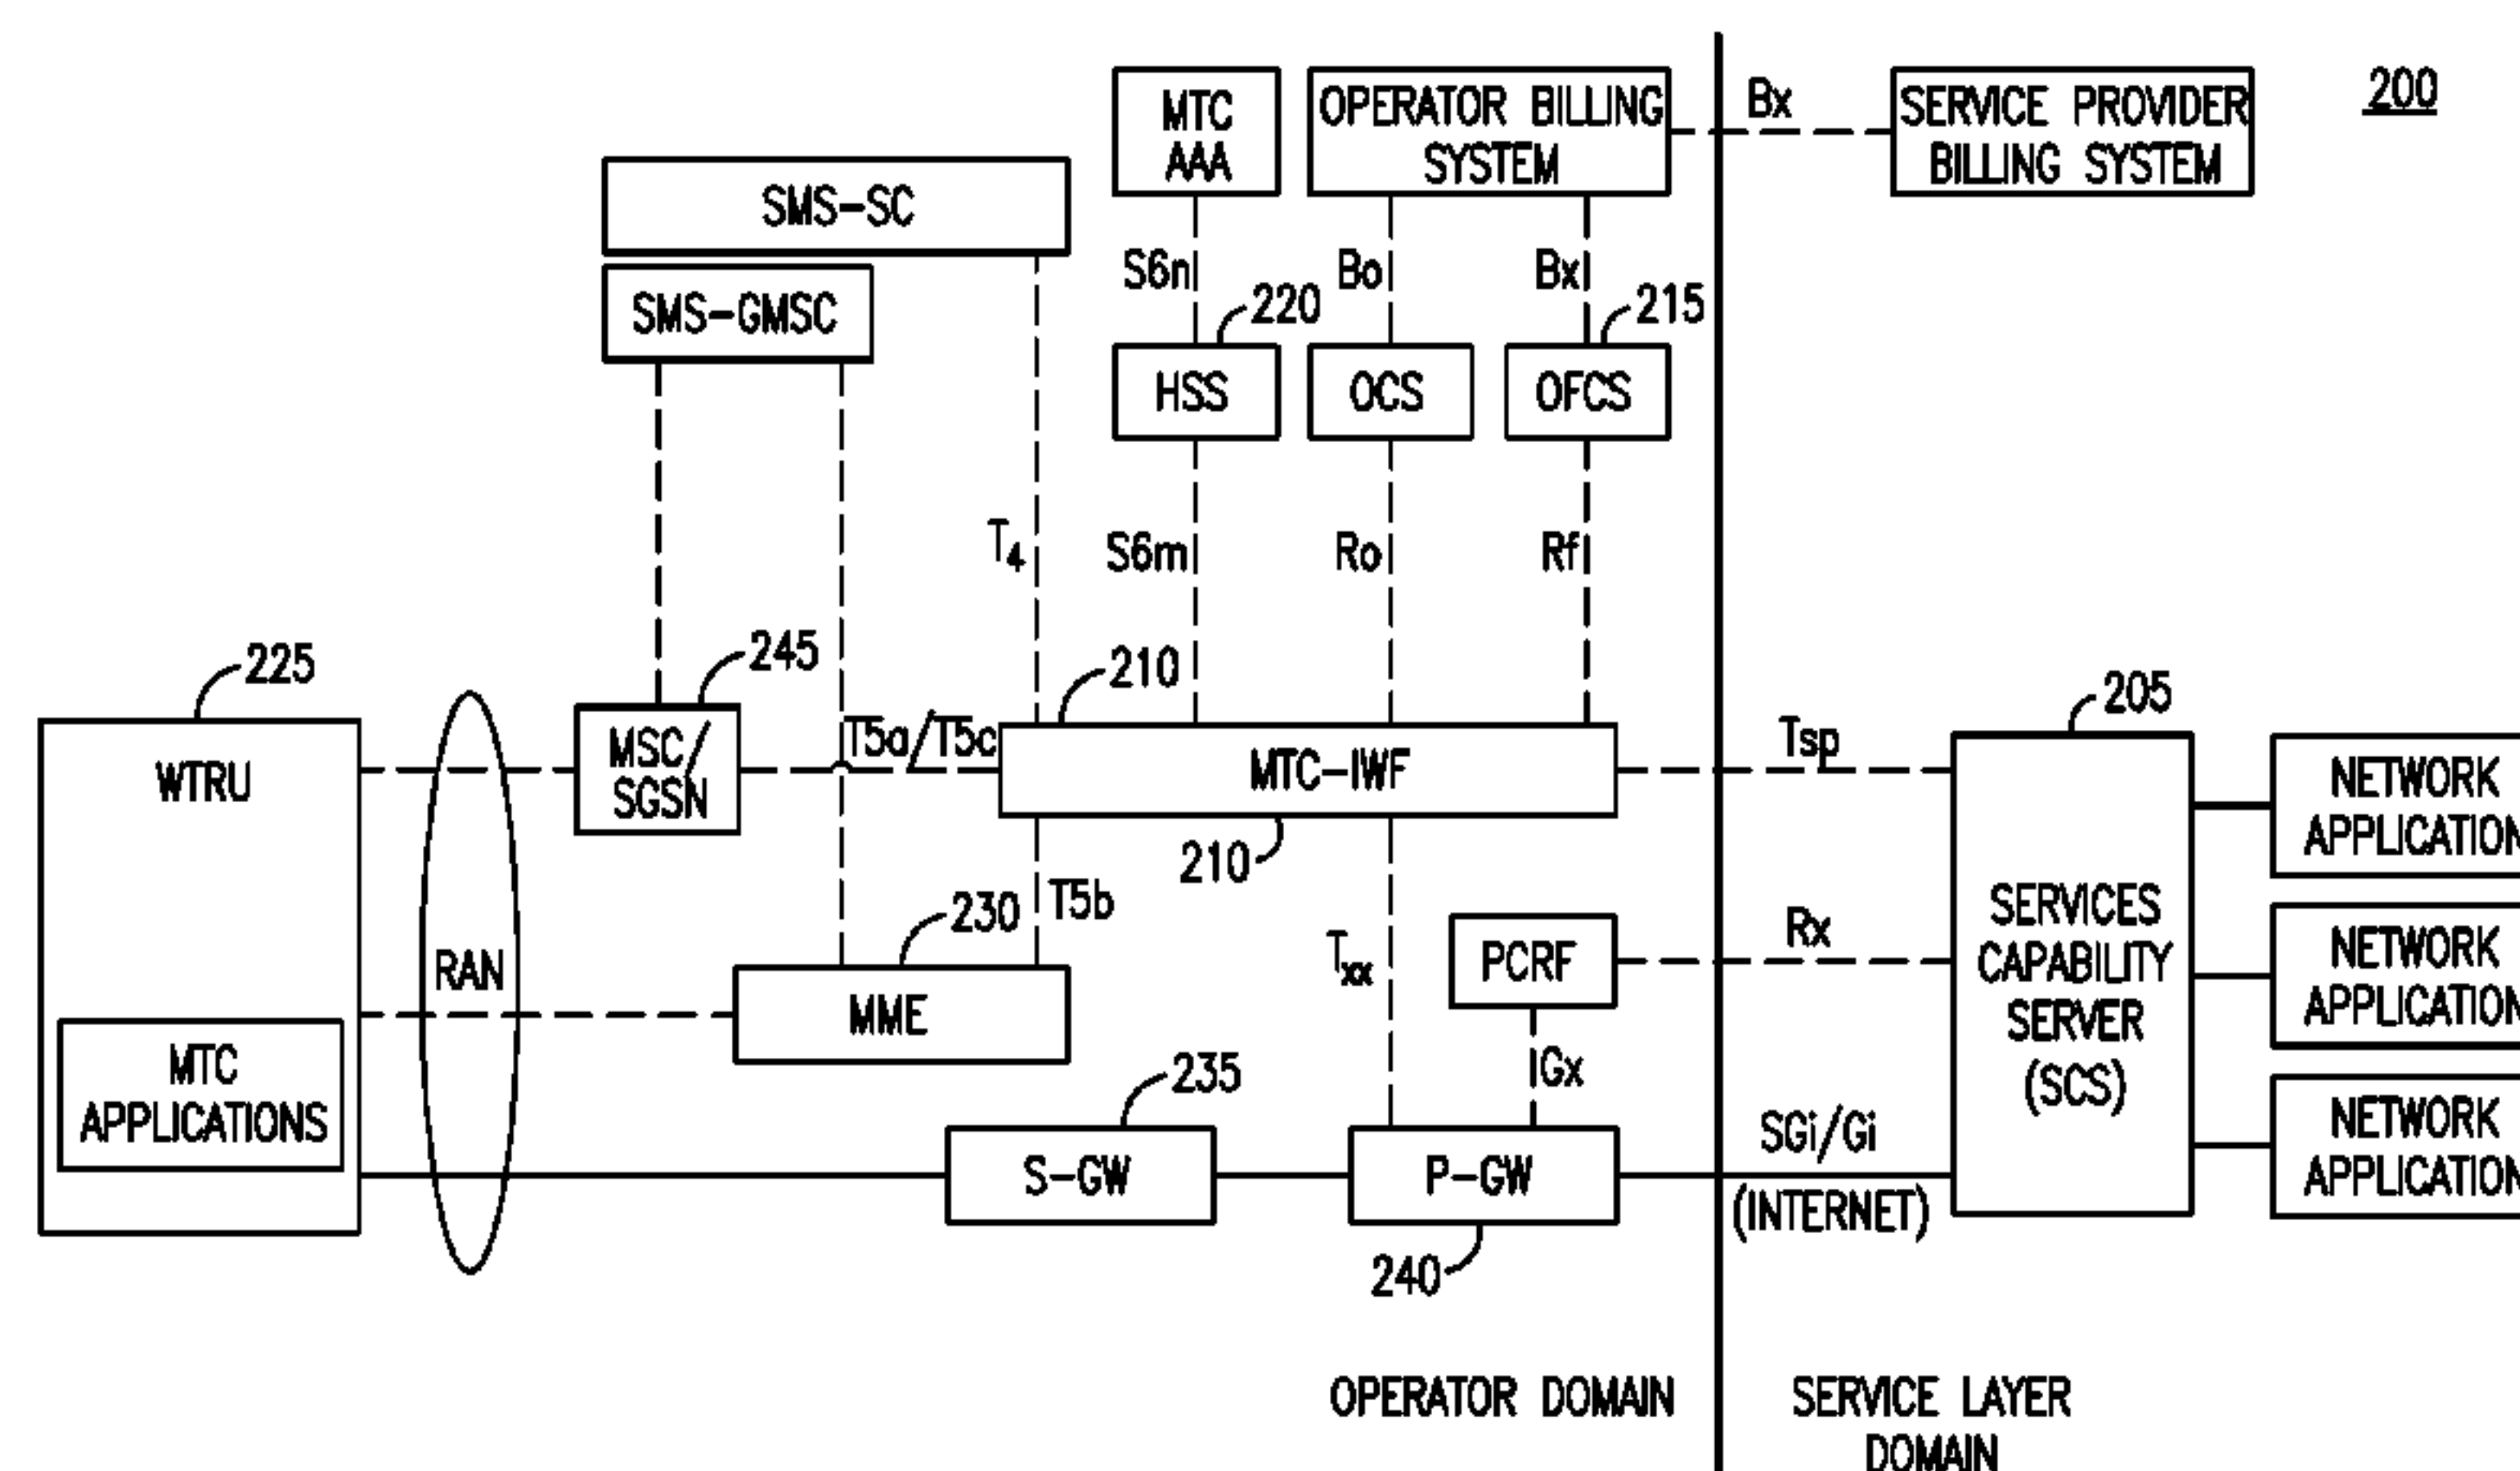 200
MTC
AAA
OPERATOR BILLING
SYSTEM
Bx
SERVICE PROVIDER
BILLING SYSTEM
SMS-SC
SMS-GMSC
S6n
Bo
Bx
220
215
HSS
OCS
OFCS
T4
S6m
Ro
Rf
225
245
210
205
WTRU
MSC/
SGSN
T5a/T5c
MTC-IWF
Tsp
NETWORK
APPLICATION
210
230
T5b
RAN
MME
Txx
PCRF
Rx
SERVICES
CAPABILITY
SERVER
(SCS)
NETWORK
APPLICATION
MTC
APPLICATIONS
235
Gx
S-GW
P-GW
SGi/Gi
(INTERNET)
NETWORK
APPLICATION
240
OPERATOR DOMAIN
SERVICE LAYER
DOMAIN